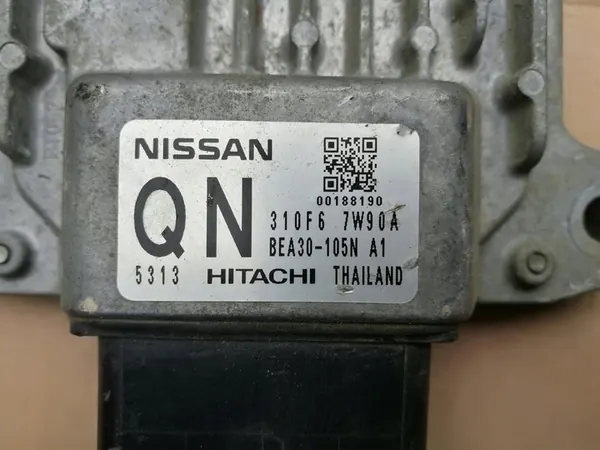 NISSAN
00188190
QN
310F6 7W90A
BEA30-105N A1
5313 HITACHI THAILAND